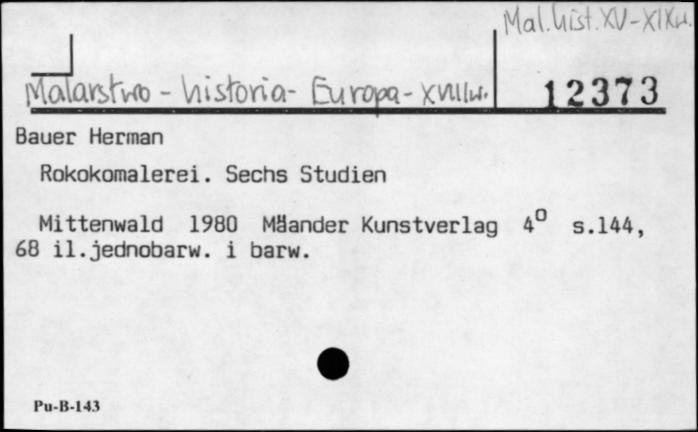 Mal. hist. XV-XIXw.
Malarstwo - historia - Europa - XVIIIw.
12373
Bauer Herman
Rokokomalerei. Sechs Studien
Mittenwald 1980 Mäander Kunstverlag 4º s.144,
68 il.jednobarw. i barw.
Pu-B-143